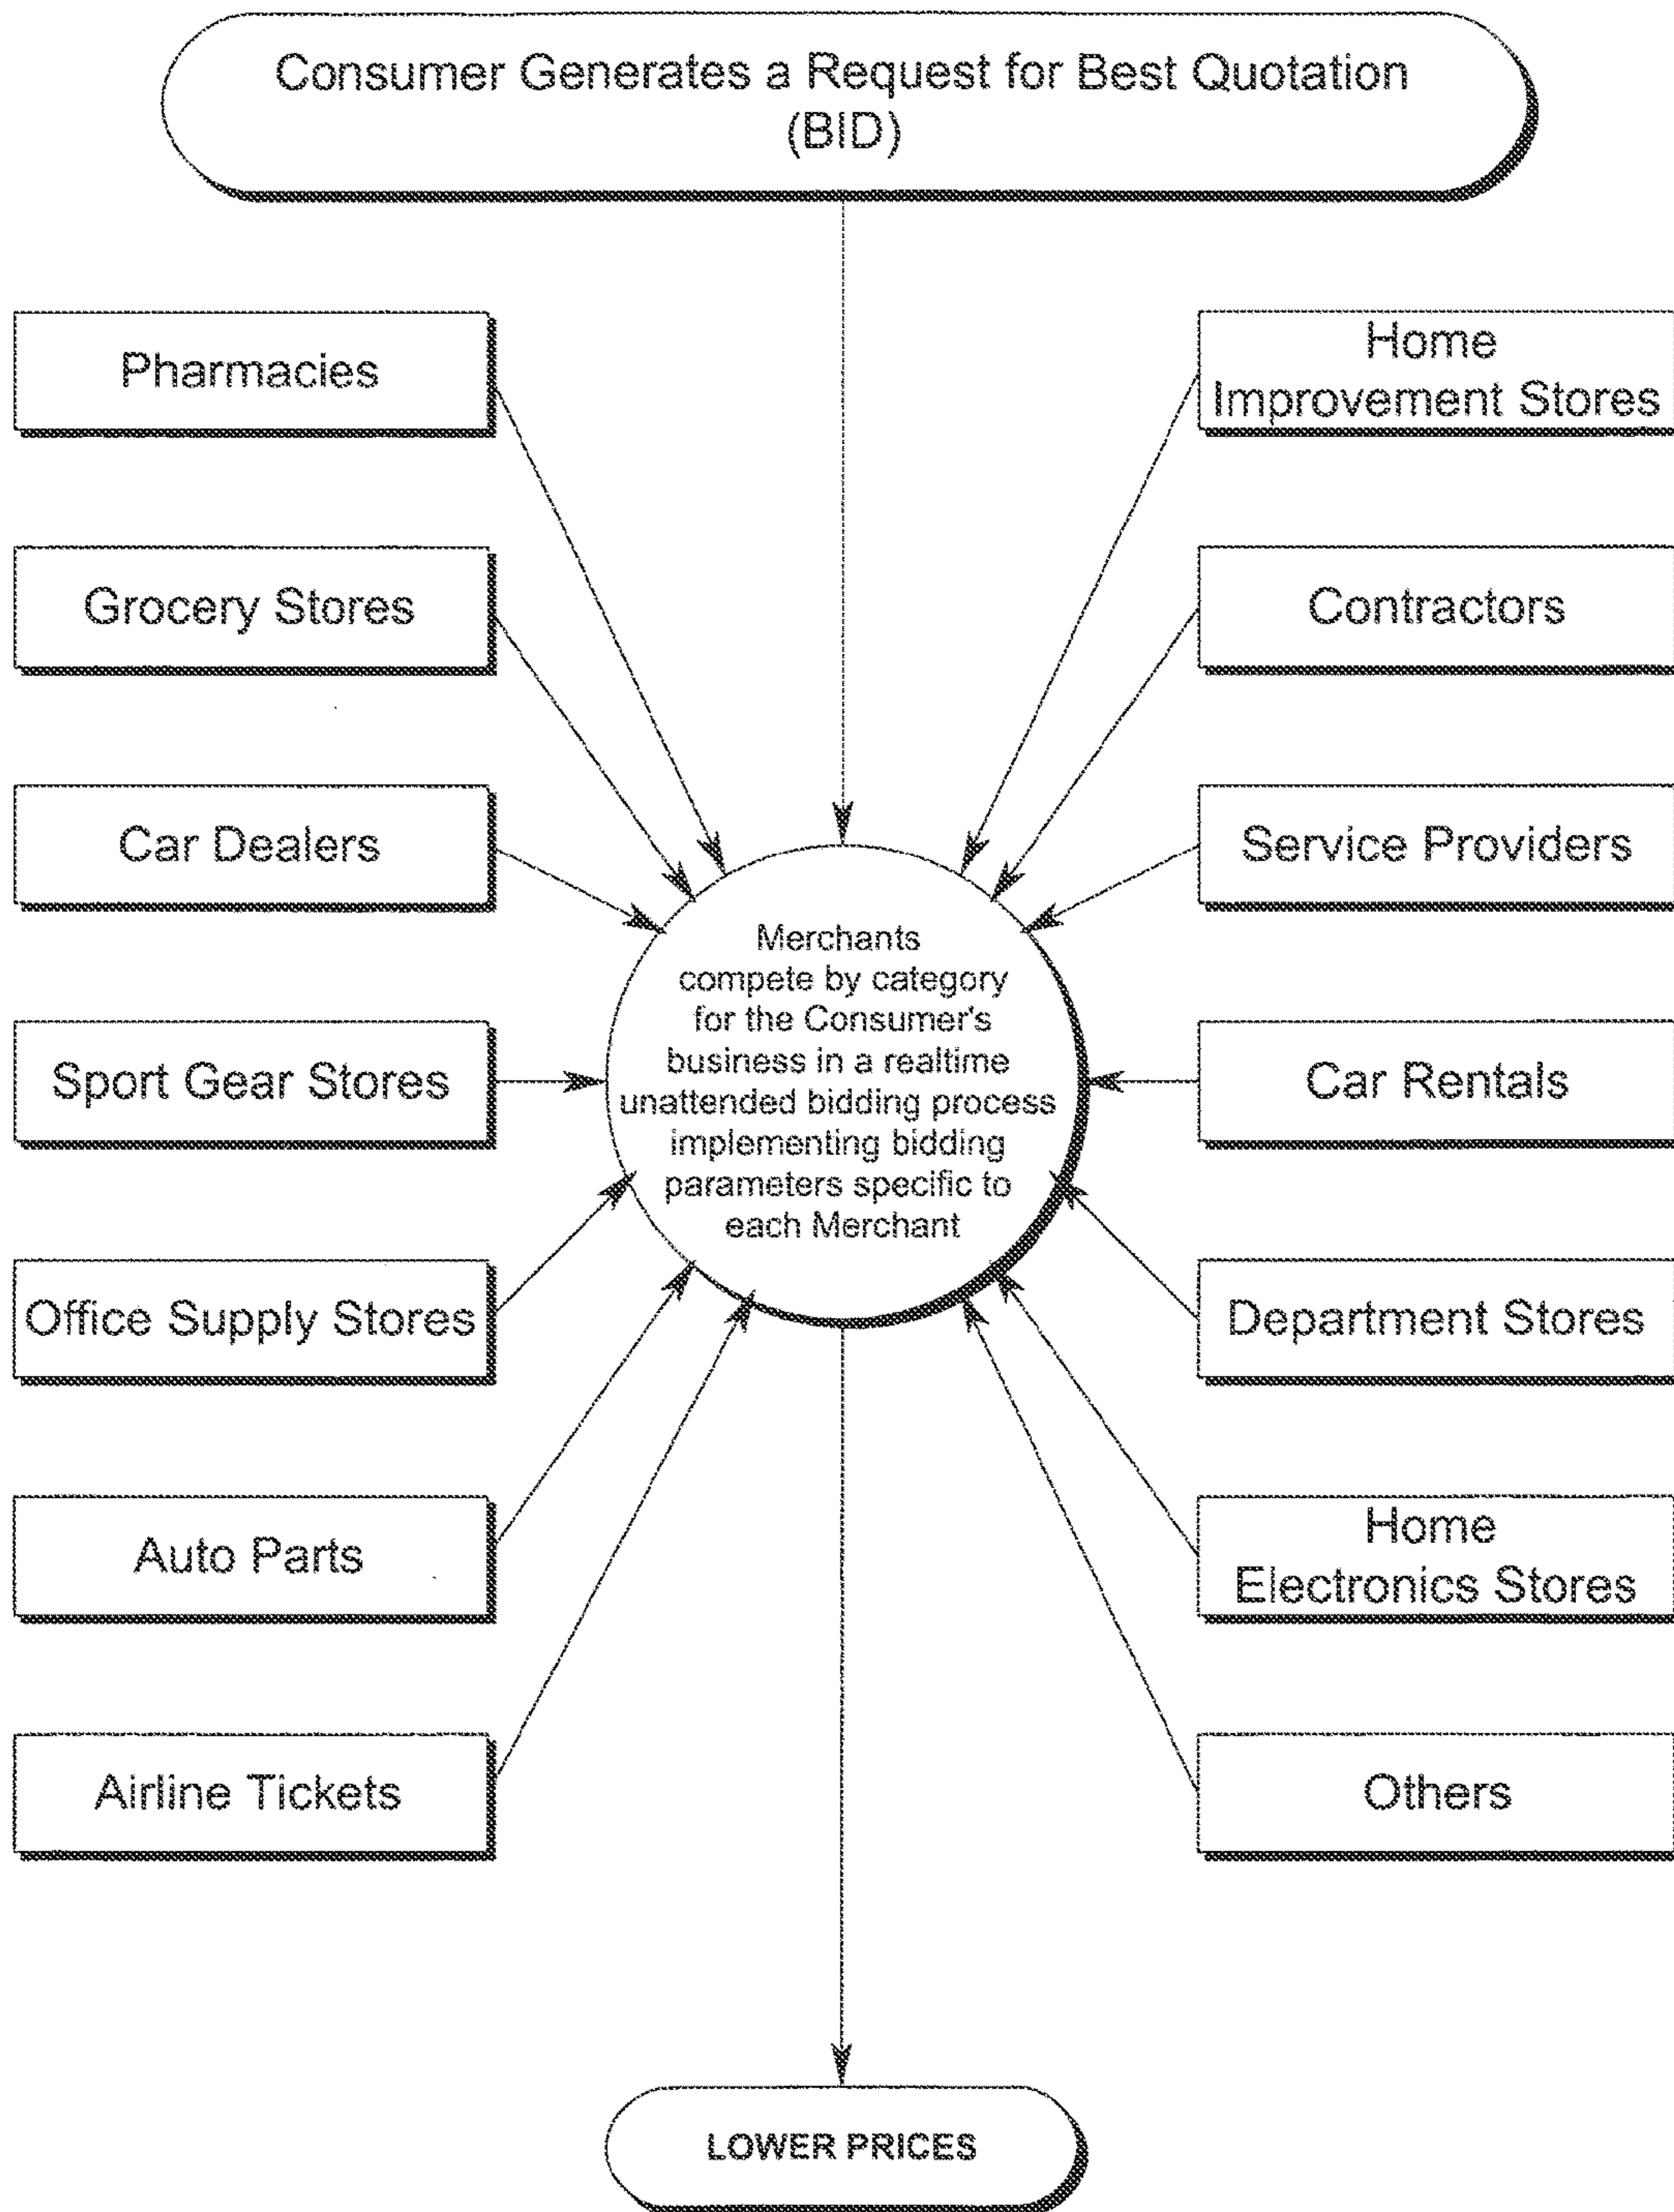 Consumer Generates a Request for Best Quotation
(BID)
Pharmacies
Grocery Stores
Car Dealers
Sport Gear Stores
Office Supply Stores
Auto Parts
Airline Tickets
Merchants
compete by category
for the Consumer's
business in a realtime
unattended bidding process
implementing bidding
parameters specific to
each Merchant
Home
Improvement Stores
Contractors
Service Providers
Car Rentals
Department Stores
Home
Electronics Stores
Others
LOWER PRICES